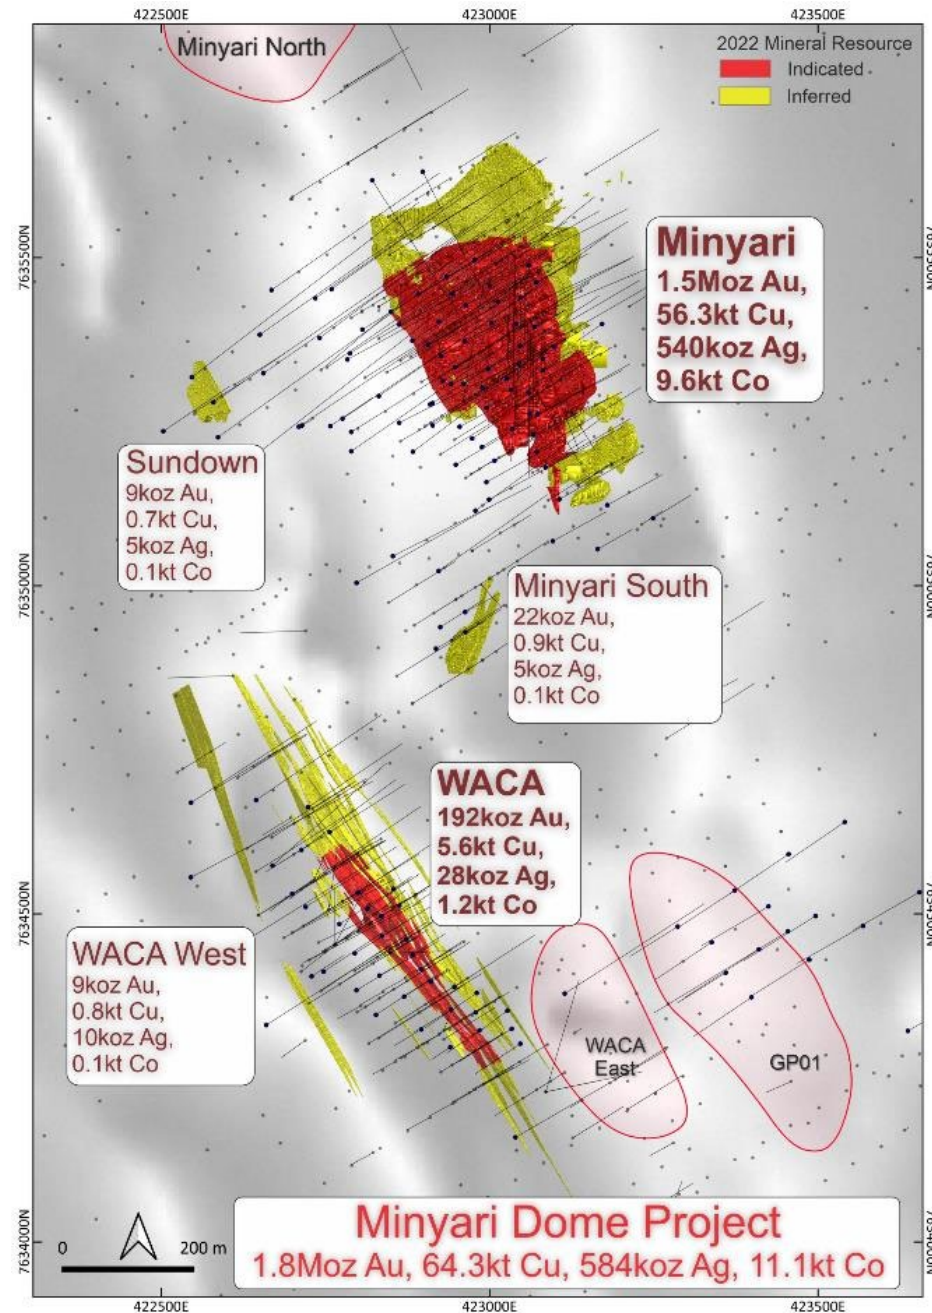 422500E
423000E
423500E
Minyari North
2022 Mineral Resource
Indicated
Inferred
7635500N
7635500N
Minyari
1.5Moz Au,
56.3kt Cu,
540koz Ag,
9.6kt Co
Sundown
9koz Au,
0.7kt Cu,
5koz Ag,
0.1kt Co
7635000N
7635000N
Minyari South
22koz Au,
0.9kt Cu,
5koz Ag,
0.1kt Co
WACA
192koz Au,
5.6kt Cu,
28koz Ag,
1.2kt Co
7634500N
7634500N
WACA West
9koz Au,
0.8kt Cu,
10koz Ag,
0.1kt Co
WACA
East
GP01
7634000N
7634000N
0
200 m
Minyari Dome Project
1.8Moz Au, 64.3kt Cu, 584koz Ag, 11.1kt Co
422500E
423000E
423500E